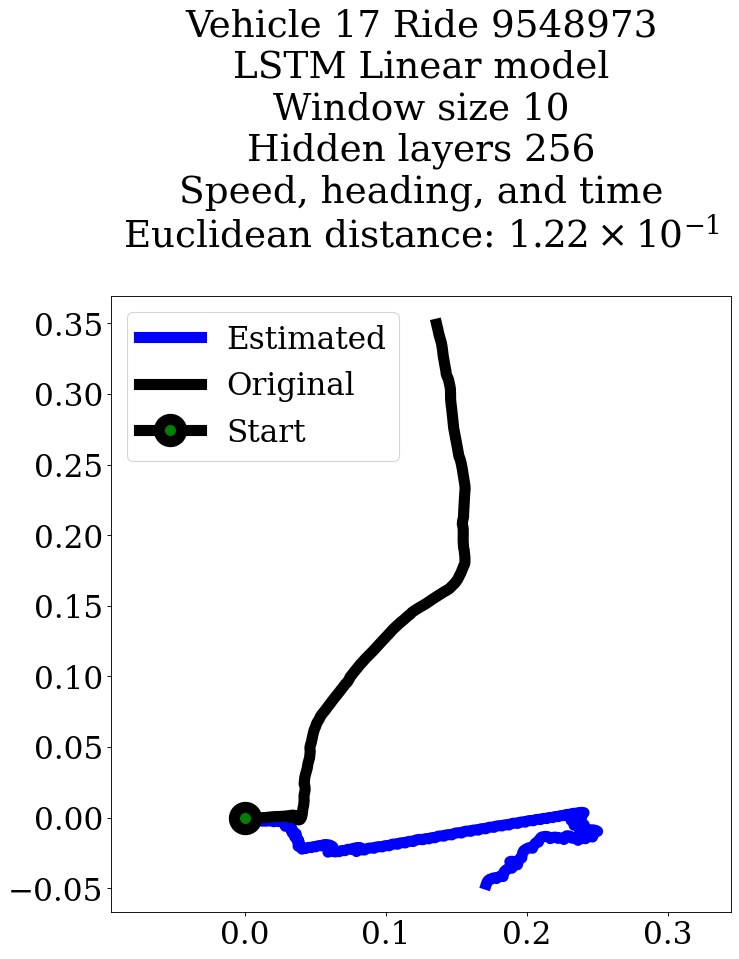 Vehicle 17 Ride 9548973
LSTM Linear model
Window size 10
Hidden layers 256
Speed, heading, and time
Euclidean distance: 1.22 × 10⁻¹
Estimated
Original
Start
0.35
0.30
0.25
0.20
0.15
0.10
0.05
0.00
−0.05
0.0 0.1 0.2 0.3